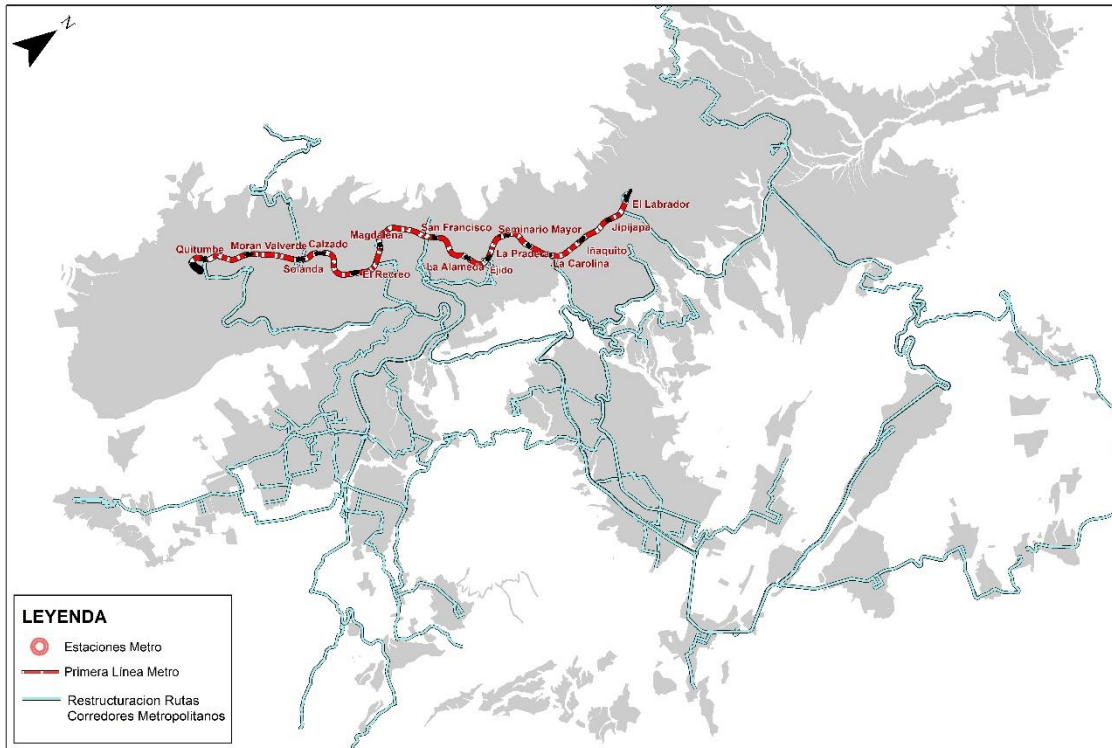 N
El Labrador
Jipijapa
San Francisco
Seminario Mayor
Magdalena
Quitumbe
Moran Valverde
Calzado
Iñaquito
La Pradera
La Carolina
Solanda
El Recreo
La Alameda
Ejido
LEYENDA
Estaciones Metro
Primera Línea Metro
Restructuracion Rutas
Corredores Metropolitanos